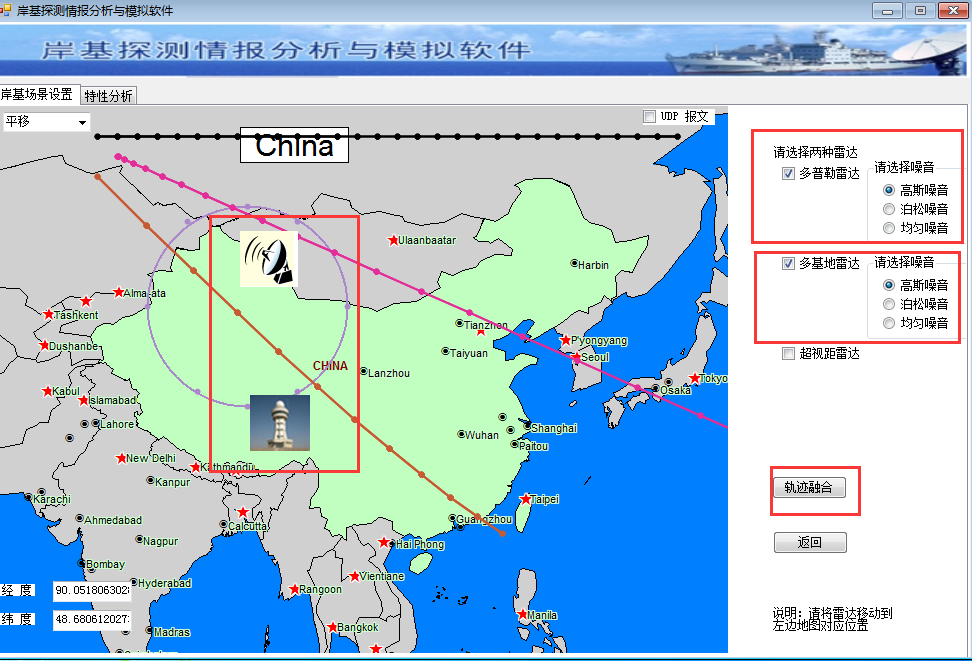 岸基探测情报分析与模拟软件
岸基探测情报分析与模拟软件
岸基场景设置 特性分析
平移
UDP 报文
China
请选择两种雷达
多普勒雷达
请选择噪音
高斯噪音
泊松噪音
均匀噪音
多基地雷达
请选择噪音
高斯噪音
泊松噪音
均匀噪音
超视距雷达
轨迹融合
返回
说明：请将雷达移动到
左边地图对应位置
Ulaanbaatar
Harbin
Alma-ata
Tashkent
Tianzhen
Dushanbe
Pyongyang
Taiyuan
Seoul
CHINA
Lanzhou
Tokyo
Kabul
Osaka
Islamabad
Lahore
Shanghai
Wuhan
Paitou
New Delhi
Kathmandu
Kanpur
Karachi
Taipei
Ahmedabad
Guangzhou
Calcutta
Nagpur
Hai Phong
Bombay
Vientiane
Hyderabad
Rangoon
经 度
90.0518063028
纬 度
48.680612027
Manila
Bangkok
Madras